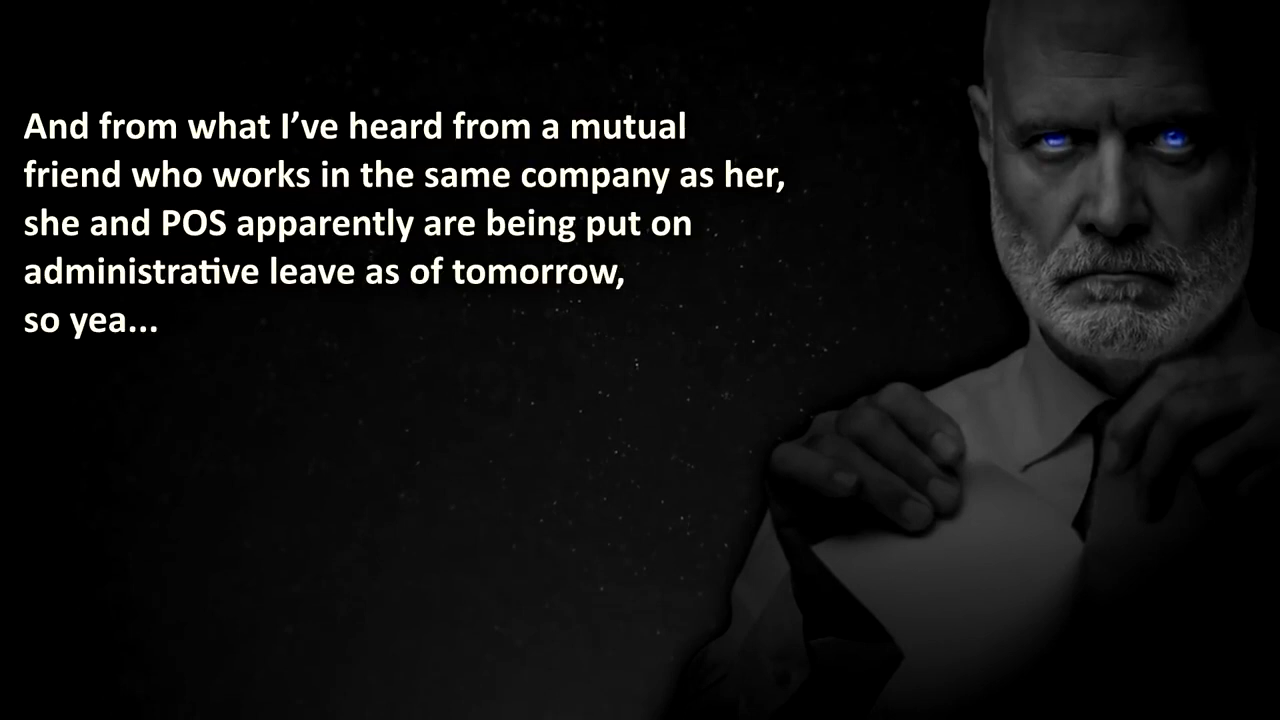 And from what I’ve heard from a mutual
friend who works in the same company as her,
she and POS apparently are being put on
administrative leave as of tomorrow,
so yea...